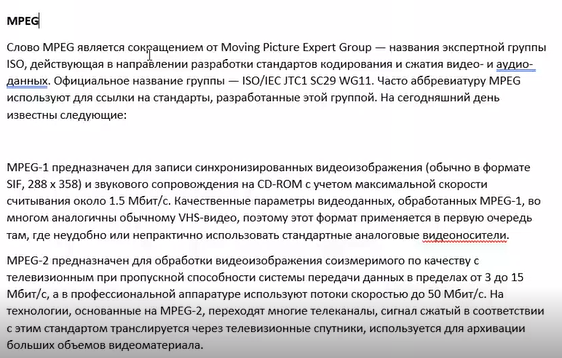 MPEG
Слово MPEG является сокращением от Moving Picture Expert Group — названия экспертной группы
ISO, действующая в направлении разработки стандартов кодирования и сжатия видео- и аудио-
данных. Официальное название группы — ISO/IEC JTC1 SC29 WG11. Часто аббревиатуру MPEG
используют для ссылки на стандарты, разработанные этой группой. На сегодняшний день
известны следующие:
MPEG-1 предназначен для записи синхронизированных видеоизображения (обычно в формате
SIF, 288 x 358) и звукового сопровождения на CD-ROM с учетом максимальной скорости
считывания около 1.5 Мбит/с. Качественные параметры видеоданных, обработанных MPEG-1, во
многом аналогичны обычному VHS-видео, поэтому этот формат применяется в первую очередь
там, где неудобно или непрактично использовать стандартные аналоговые видеоносители.
MPEG-2 предназначен для обработки видеоизображения соизмеримого по качеству с
телевизионным при пропускной способности системы передачи данных в пределах от 3 до 15
Мбит/с, а в профессиональной аппаратуре используют потоки скоростью до 50 Мбит/с. На
технологии, основанные на MPEG-2, переходят многие телеканалы, сигнал сжатый в соответствии
с этим стандартом транслируется через телевизионные спутники, используется для архивации
больших объемов видеоматериала.